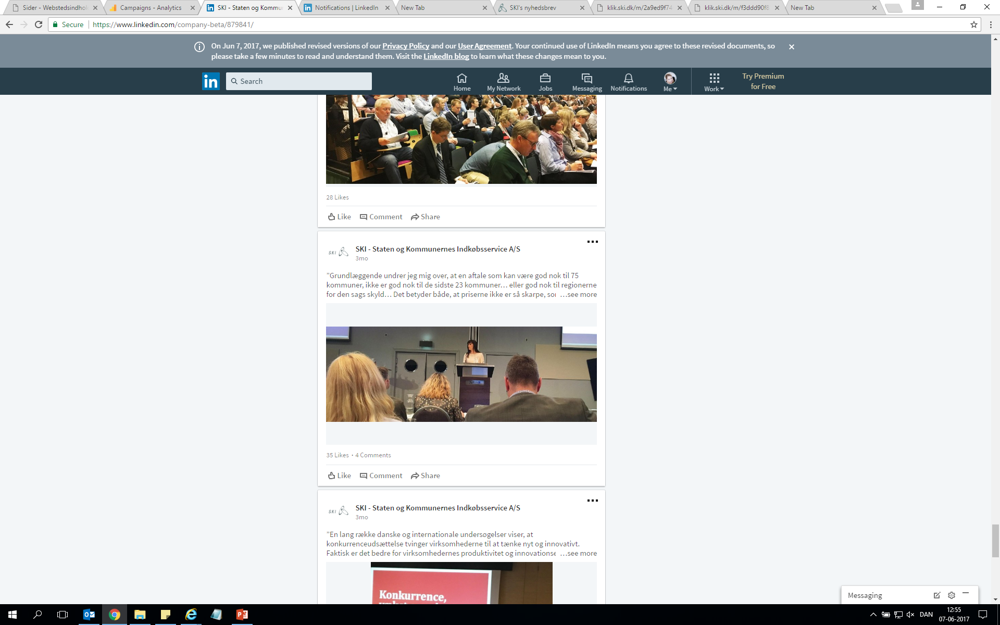 Sider - Webstedsindhol
Campaigns - Analytics
SKI - Staten og Kommu
Notifications | LinkedIn
New Tab
SKI's nyhedsbrev
klik.ski.dk/m/2a9ed9f74
klik.ski.dk/m/f3ddd90f8
New Tab
Secure
https://www.linkedin.com/company-beta/879841/
On Jun 7, 2017, we published revised versions of our Privacy Policy and our User Agreement. Your continued use of LinkedIn means you agree to these revised documents, so
please take a few minutes to read and understand them. Visit the LinkedIn blog to learn what these changes mean to you.
in
Search
Home
My Network
Jobs
Messaging
Notifications
Me
Work
Try Premium
for Free
28 Likes
Like Comment Share
SKI
SKI - Staten og Kommunernes Indkøbsservice A/S
3mo
”Grundlæggende undrer jeg mig over, at en aftale som kan være god nok til 75
kommuner, ikke er god nok til de sidste 23 kommuner… eller god nok til regionerne
for den sags skyld… Det betyder både, at priserne ikke er så skarpe, sor …see more
35 Likes • 4 Comments
Like Comment Share
SKI
SKI - Staten og Kommunernes Indkøbsservice A/S
3mo
”En lang række danske og internationale undersøgelser viser, at
konkurrenceudsættelse tvinger virksomhederne til at tænke nyt og innovativt.
Faktisk er det bedre for virksomhedernes produktivitet og innovationse …see more
Konkurrence,
Messaging
DAN
12:55
07-06-2017